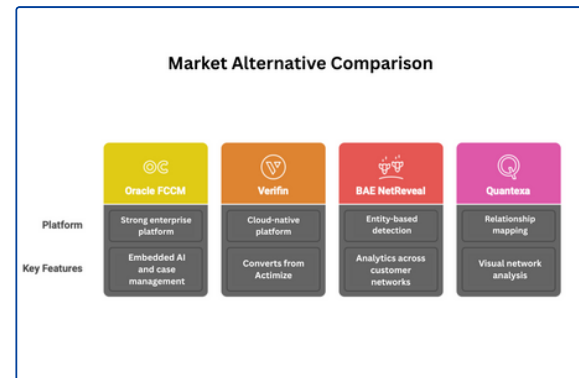 Market Alternative Comparison
OC
Oracle FCCM
V
Verifin
BAE NetReveal
Q
Quantexa
Platform
Strong enterprise
platform
Cloud-native
platform
Entity-based
detection
Relationship
mapping
Key Features
Embedded AI
and case
management
Converts from
Actimize
Analytics across
customer
networks
Visual network
analysis